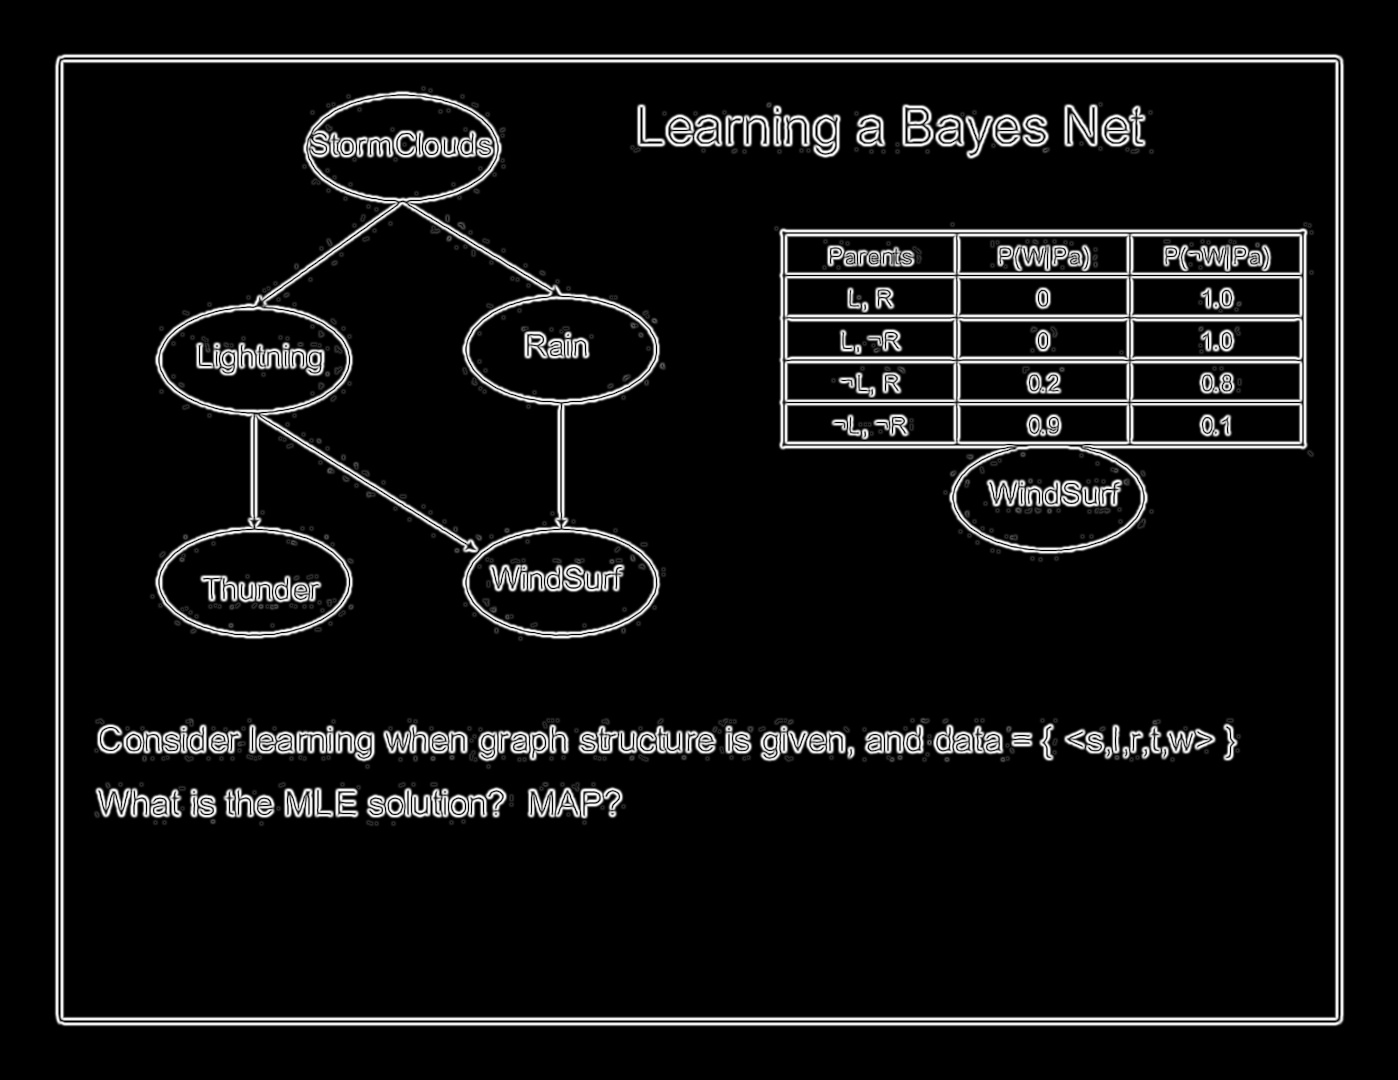 Learning a Bayes Net
StormClouds
Lightning
Rain
Thunder
WindSurf
Parents P(W|Pa) P(¬W|Pa)
L, R 0 1.0
L, ¬R 0 1.0
¬L, R 0.2 0.8
¬L, ¬R 0.9 0.1
WindSurf
Consider learning when graph structure is given, and data = { <s,l,r,t,w> }
What is the MLE solution? MAP?